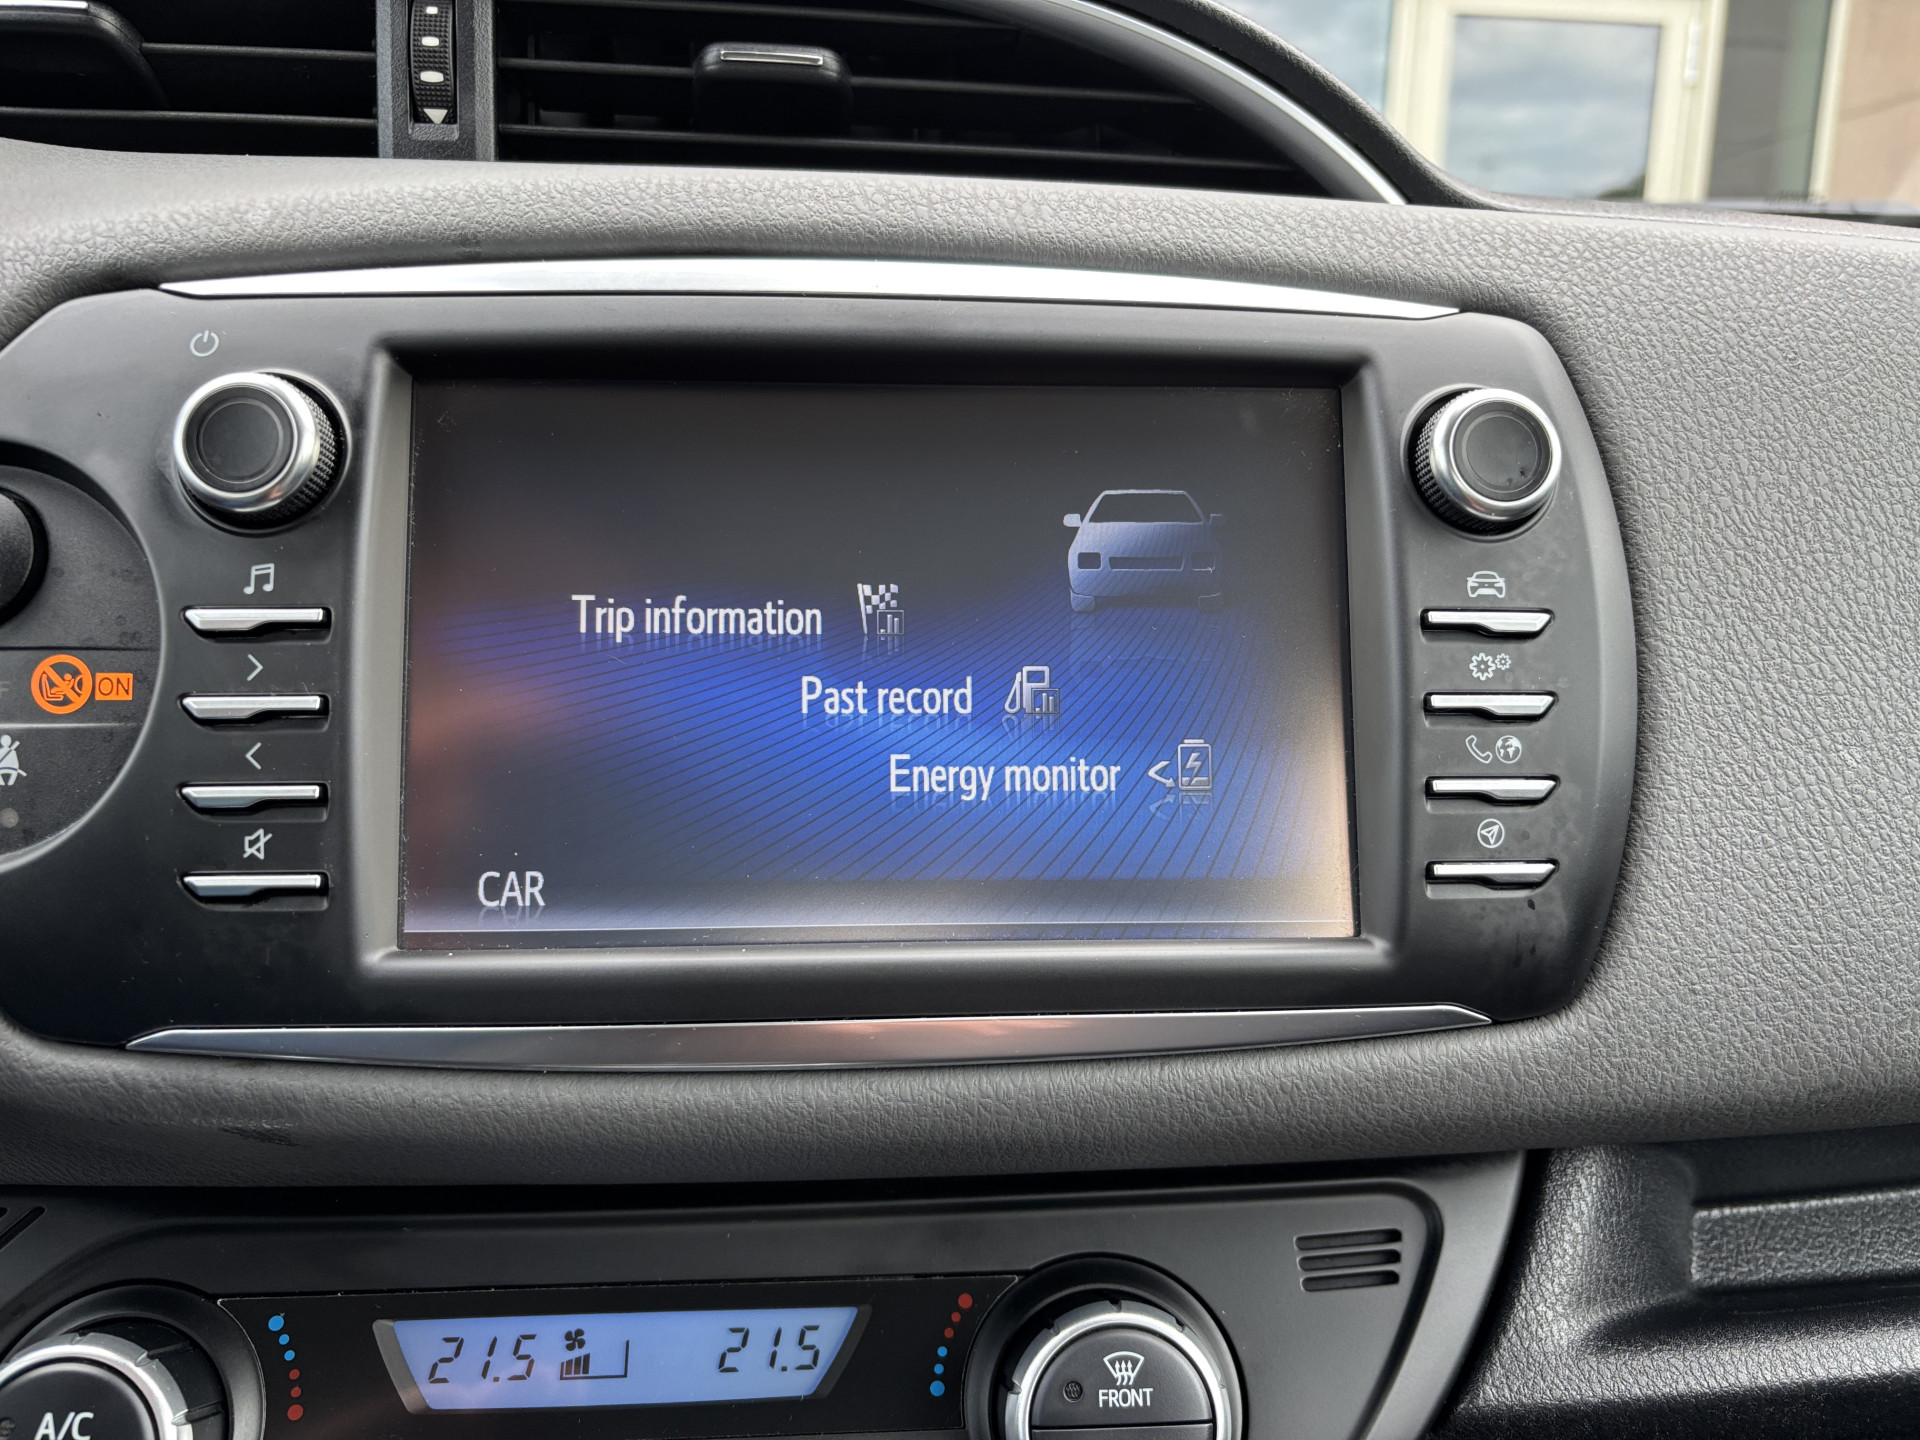 Trip information
ON
Past record
Energy monitor
CAR
21.5 21.5
A/C
FRONT